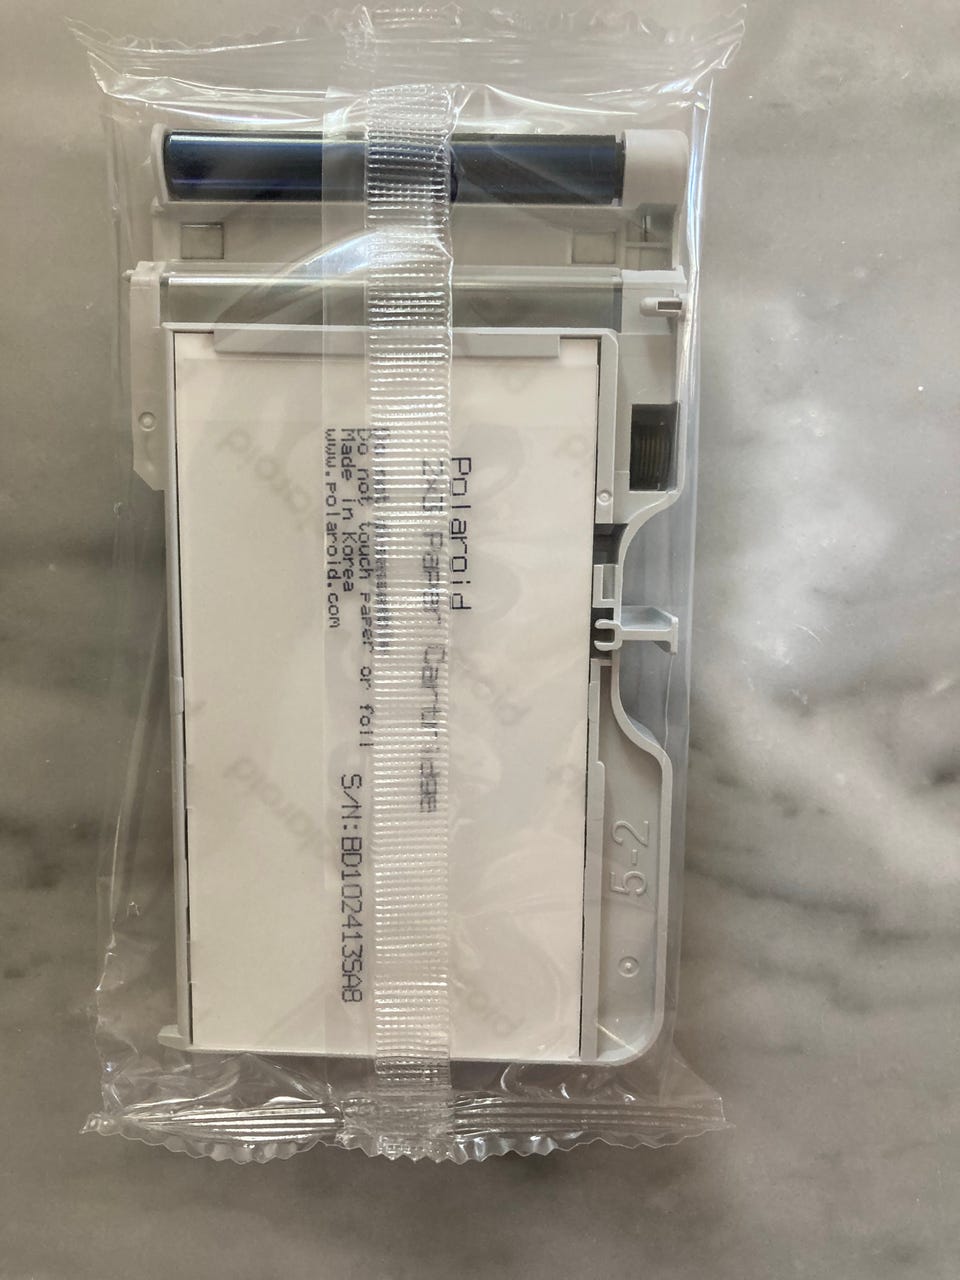 Polaroid
2x3 Paper Cartridge
Do not
Do not touch Paper or foil
Made in Korea
www.Polaroid.com
S/N:BD102413SA8
5-2